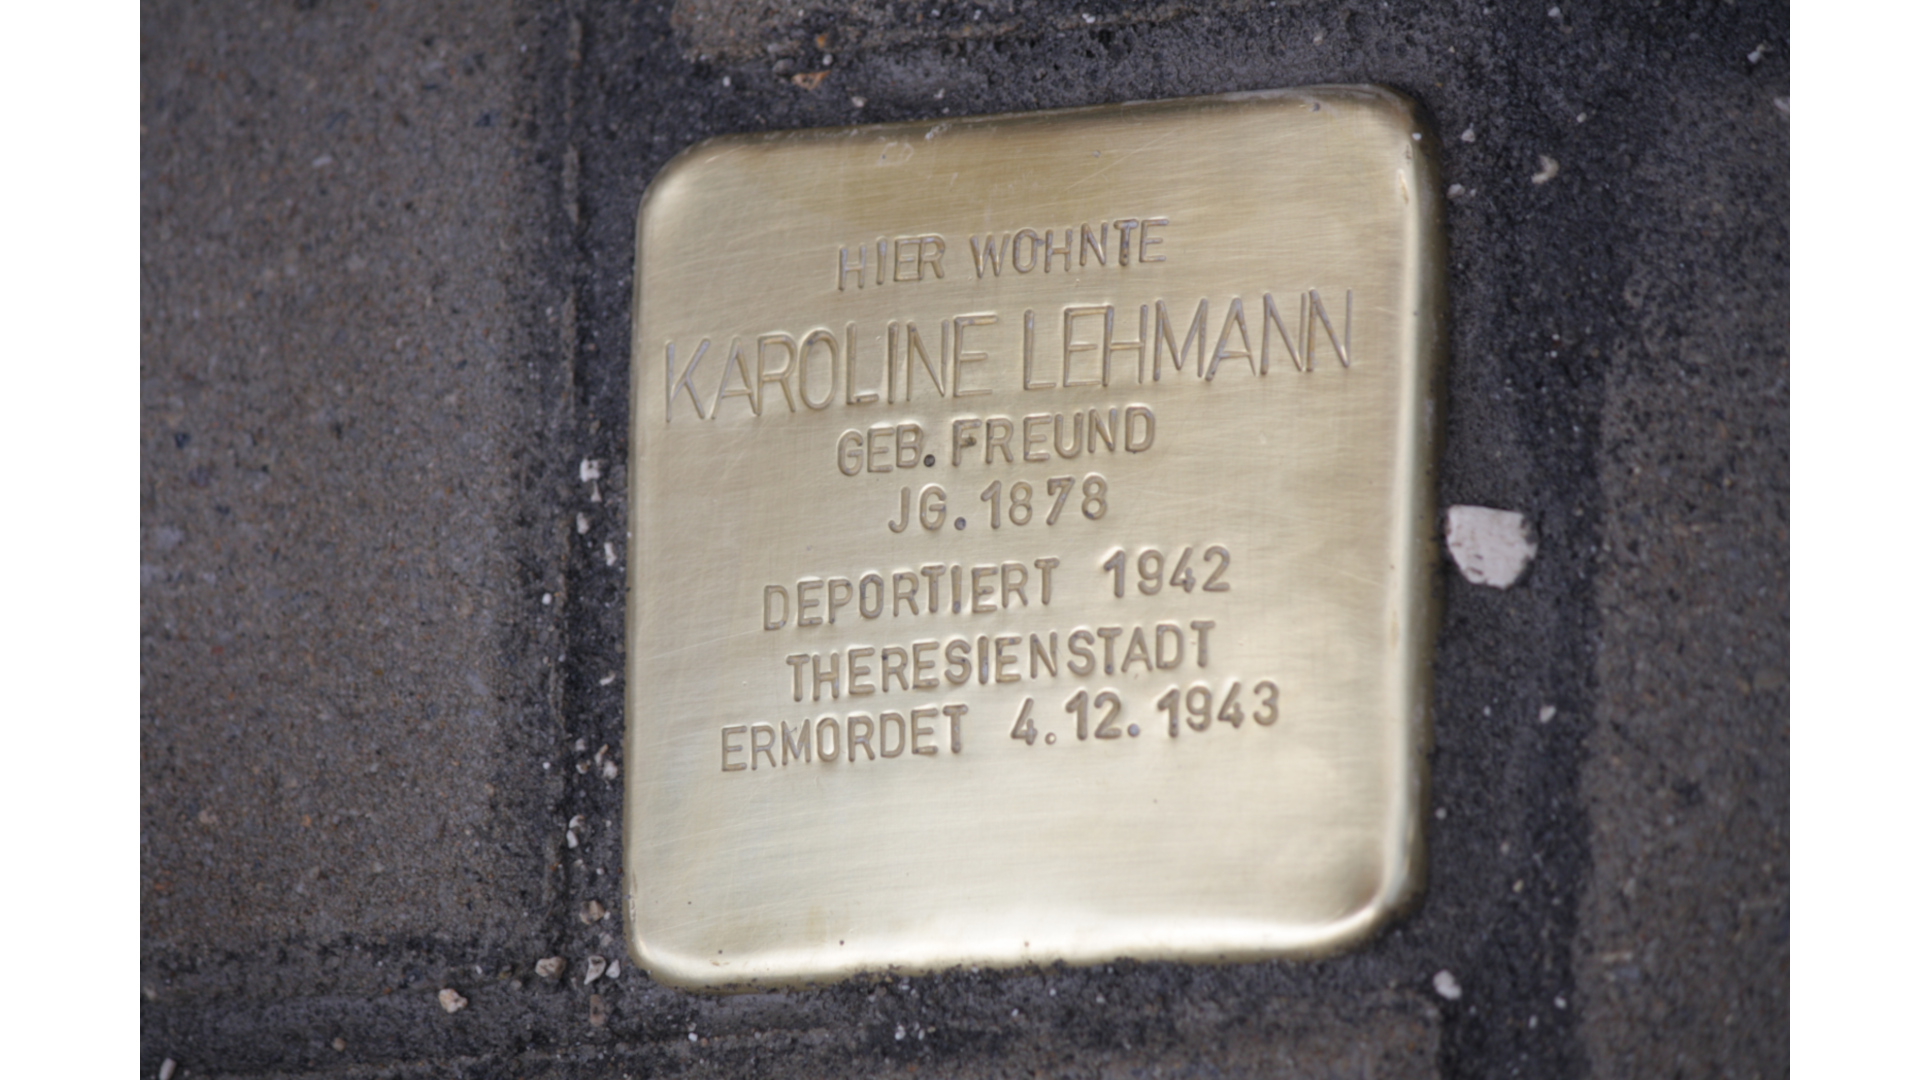 HIER WOHNTE
KAROLINE LEHMANN
GEB. FREUND
JG. 1878
DEPORTIERT 1942
THERESIENSTADT
ERMORDET 4.12.1943